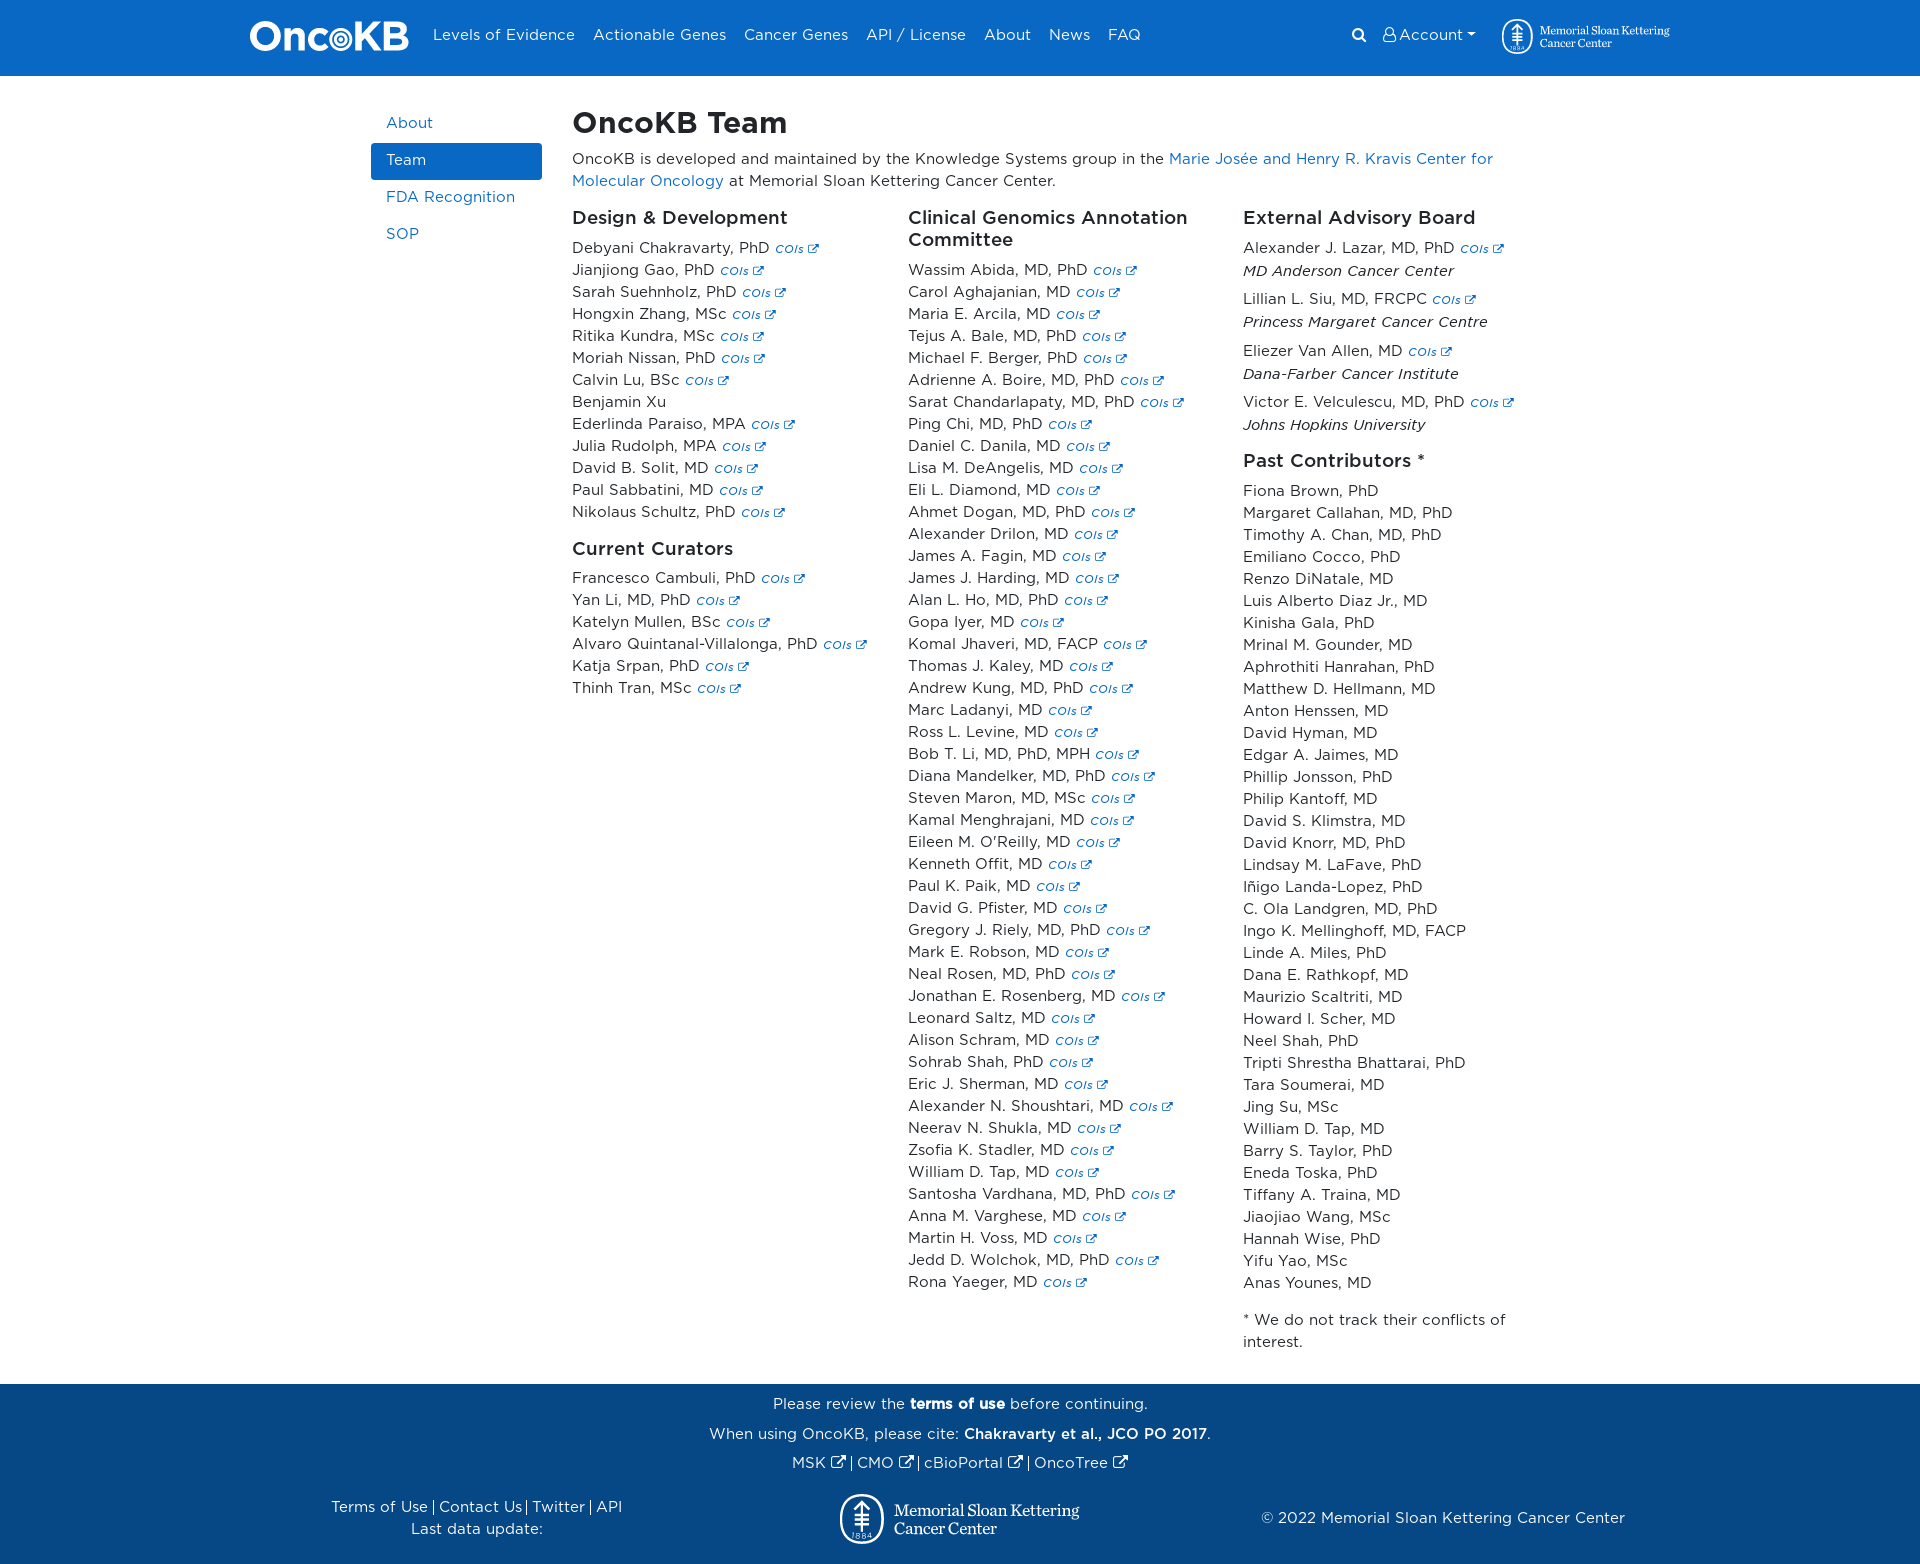 OncoKB Levels of Evidence Actionable Genes Cancer Genes API / License About News FAQ Account Memorial Sloan Kettering
Cancer Center
1884
About
Team
FDA Recognition
SOP
OncoKB Team
OncoKB is developed and maintained by the Knowledge Systems group in the Marie Josée and Henry R. Kravis Center for
Molecular Oncology at Memorial Sloan Kettering Cancer Center.
Design & Development
Debyani Chakravarty, PhD COIs
Jianjiong Gao, PhD COIs
Sarah Suehnholz, PhD COIs
Hongxin Zhang, MSc COIs
Ritika Kundra, MSc COIs
Moriah Nissan, PhD COIs
Calvin Lu, BSc COIs
Benjamin Xu
Ederlinda Paraiso, MPA COIs
Julia Rudolph, MPA COIs
David B. Solit, MD COIs
Paul Sabbatini, MD COIs
Nikolaus Schultz, PhD COIs
Current Curators
Francesco Cambuli, PhD COIs
Yan Li, MD, PhD COIs
Katelyn Mullen, BSc COIs
Alvaro Quintanal-Villalonga, PhD COIs
Katja Srpan, PhD COIs
Thinh Tran, MSc COIs
Clinical Genomics Annotation
Committee
Wassim Abida, MD, PhD COIs
Carol Aghajanian, MD COIs
Maria E. Arcila, MD COIs
Tejus A. Bale, MD, PhD COIs
Michael F. Berger, PhD COIs
Adrienne A. Boire, MD, PhD COIs
Sarat Chandarlapaty, MD, PhD COIs
Ping Chi, MD, PhD COIs
Daniel C. Danila, MD COIs
Lisa M. DeAngelis, MD COIs
Eli L. Diamond, MD COIs
Ahmet Dogan, MD, PhD COIs
Alexander Drilon, MD COIs
James A. Fagin, MD COIs
James J. Harding, MD COIs
Alan L. Ho, MD, PhD COIs
Gopa Iyer, MD COIs
Komal Jhaveri, MD, FACP COIs
Thomas J. Kaley, MD COIs
Andrew Kung, MD, PhD COIs
Marc Ladanyi, MD COIs
Ross L. Levine, MD COIs
Bob T. Li, MD, PhD, MPH COIs
Diana Mandelker, MD, PhD COIs
Steven Maron, MD, MSc COIs
Kamal Menghrajani, MD COIs
Eileen M. O'Reilly, MD COIs
Kenneth Offit, MD COIs
Paul K. Paik, MD COIs
David G. Pfister, MD COIs
Gregory J. Riely, MD, PhD COIs
Mark E. Robson, MD COIs
Neal Rosen, MD, PhD COIs
Jonathan E. Rosenberg, MD COIs
Leonard Saltz, MD COIs
Alison Schram, MD COIs
Sohrab Shah, PhD COIs
Eric J. Sherman, MD COIs
Alexander N. Shoushtari, MD COIs
Neerav N. Shukla, MD COIs
Zsofia K. Stadler, MD COIs
William D. Tap, MD COIs
Santosha Vardhana, MD, PhD COIs
Anna M. Varghese, MD COIs
Martin H. Voss, MD COIs
Jedd D. Wolchok, MD, PhD COIs
Rona Yaeger, MD COIs
External Advisory Board
Alexander J. Lazar, MD, PhD COIs
MD Anderson Cancer Center
Lillian L. Siu, MD, FRCPC COIs
Princess Margaret Cancer Centre
Eliezer Van Allen, MD COIs
Dana-Farber Cancer Institute
Victor E. Velculescu, MD, PhD COIs
Johns Hopkins University
Past Contributors *
Fiona Brown, PhD
Margaret Callahan, MD, PhD
Timothy A. Chan, MD, PhD
Emiliano Cocco, PhD
Renzo DiNatale, MD
Luis Alberto Diaz Jr., MD
Kinisha Gala, PhD
Mrinal M. Gounder, MD
Aphrothiti Hanrahan, PhD
Matthew D. Hellmann, MD
Anton Henssen, MD
David Hyman, MD
Edgar A. Jaimes, MD
Phillip Jonsson, PhD
Philip Kantoff, MD
David S. Klimstra, MD
David Knorr, MD, PhD
Lindsay M. LaFave, PhD
Iñigo Landa-Lopez, PhD
C. Ola Landgren, MD, PhD
Ingo K. Mellinghoff, MD, FACP
Linde A. Miles, PhD
Dana E. Rathkopf, MD
Maurizio Scaltriti, MD
Howard I. Scher, MD
Neel Shah, PhD
Tripti Shrestha Bhattarai, PhD
Tara Soumerai, MD
Jing Su, MSc
William D. Tap, MD
Barry S. Taylor, PhD
Eneda Toska, PhD
Tiffany A. Traina, MD
Jiaojiao Wang, MSc
Hannah Wise, PhD
Yifu Yao, MSc
Anas Younes, MD
* We do not track their conflicts of
interest.
Please review the terms of use before continuing.
When using OncoKB, please cite: Chakravarty et al., JCO PO 2017.
MSK | CMO | cBioPortal | OncoTree
Terms of Use | Contact Us | Twitter | API
Last data update:
1884
Memorial Sloan Kettering
Cancer Center
© 2022 Memorial Sloan Kettering Cancer Center